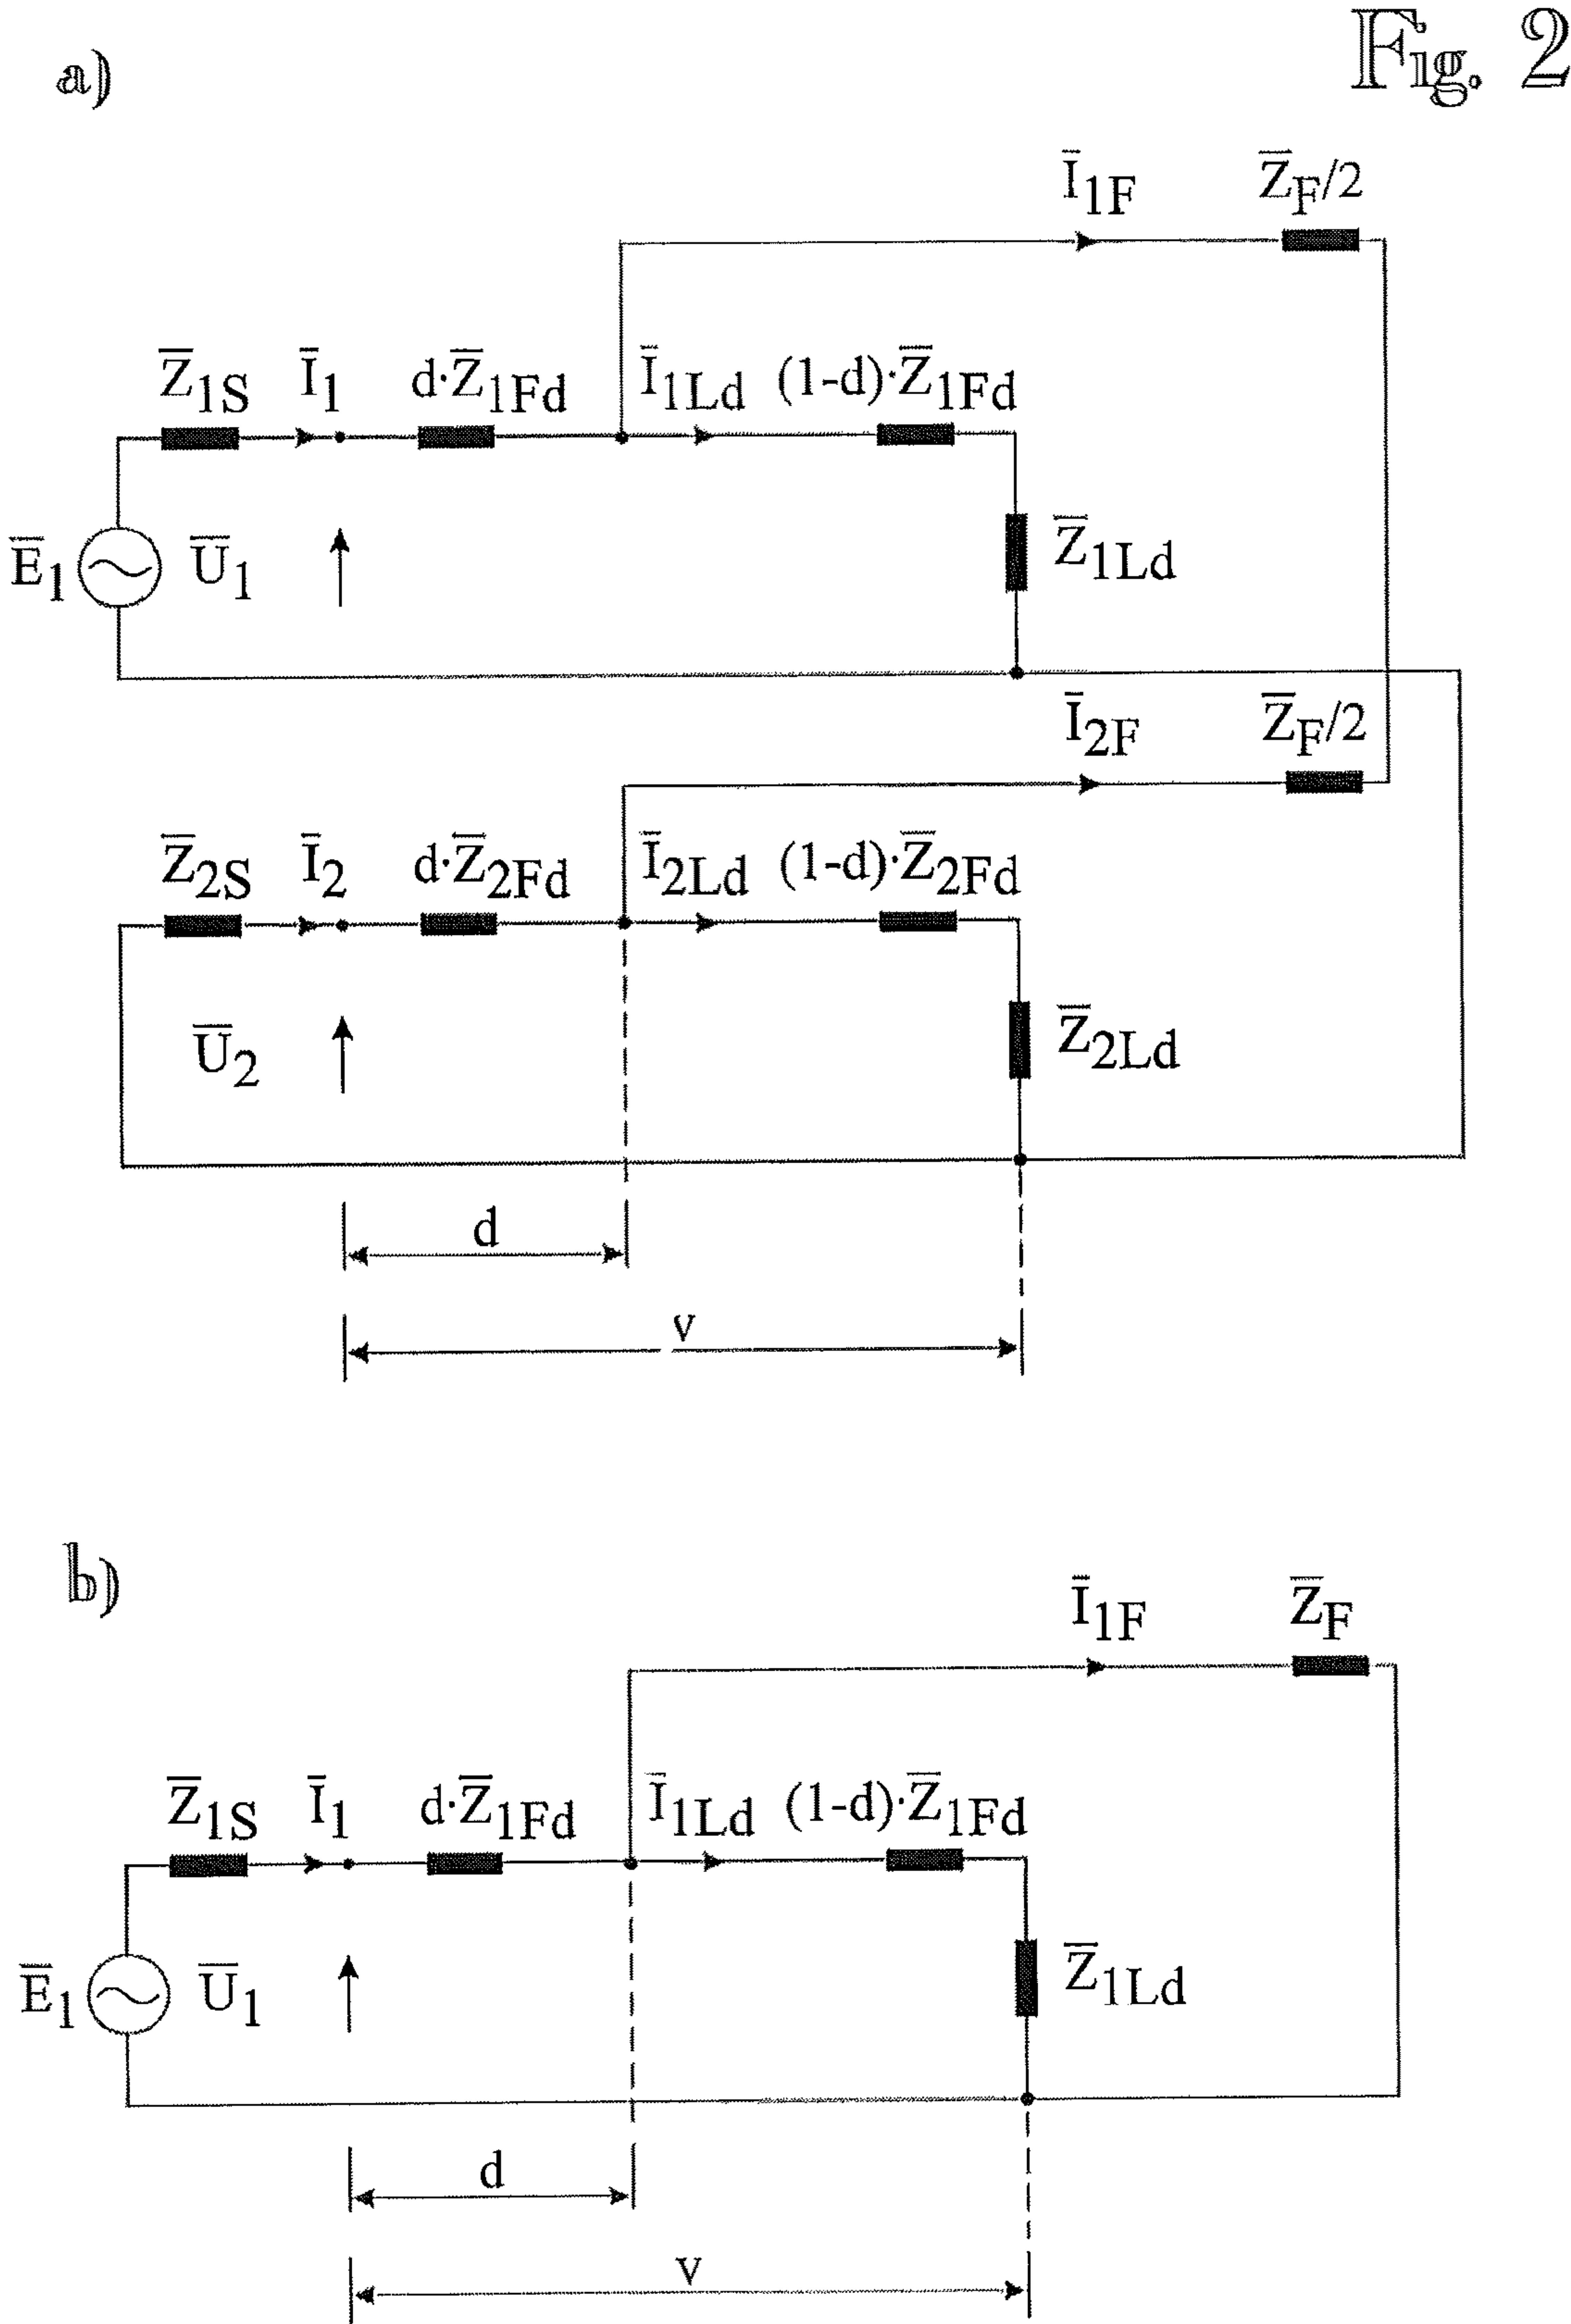 Fig. 2
a)
Ī1F Z̄F/2
Z̄1S Ī1 d·Z̄1Fd Ī1Ld (1-d)·Z̄1Fd
Ē1 Ū1 Z̄1Ld
Ī2F Z̄F/2
Z̄2S Ī2 d·Z̄2Fd Ī2Ld (1-d)·Z̄2Fd
Ū2 Z̄2Ld
d
v
b)
Ī1F Z̄F
Z̄1S Ī1 d·Z̄1Fd Ī1Ld (1-d)·Z̄1Fd
Ē1 Ū1 Z̄1Ld
d
v